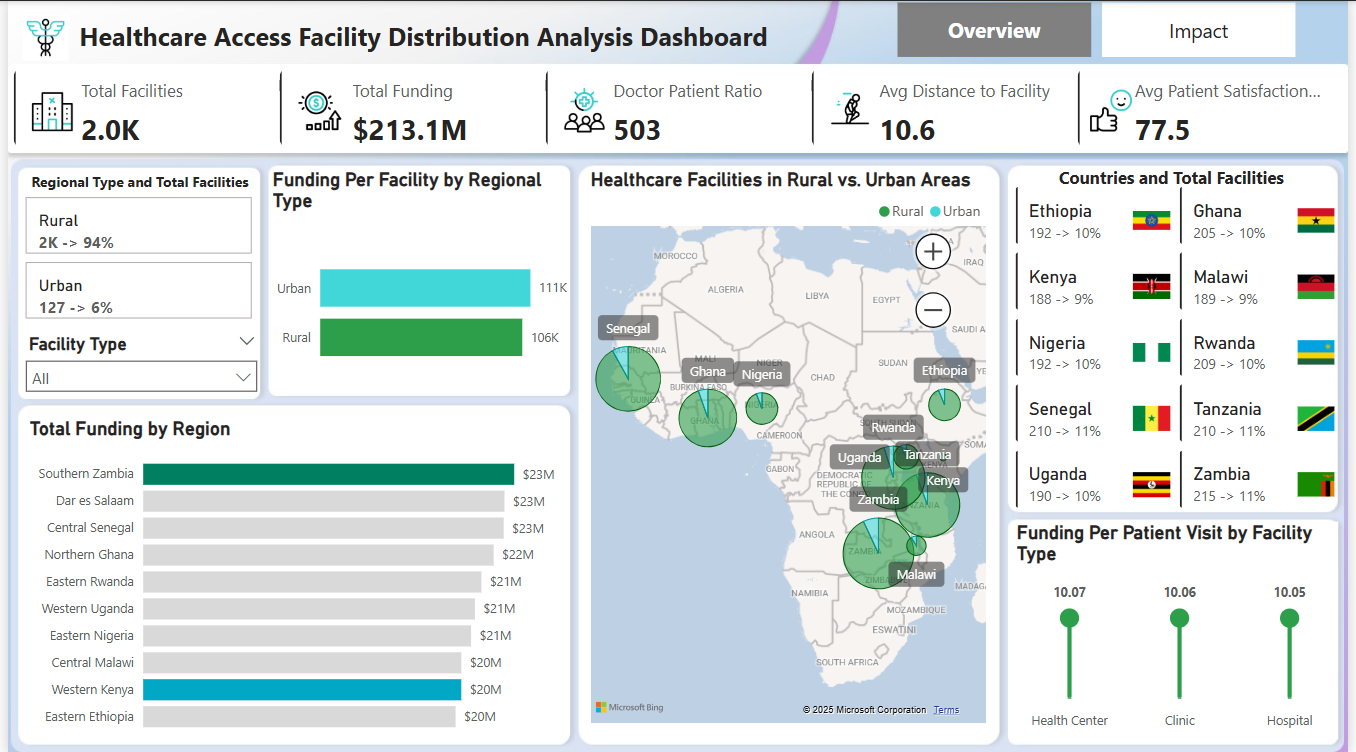 Healthcare Access Facility Distribution Analysis Dashboard
Overview
Impact
Total Facilities
2.0K
Total Funding
$213.1M
Doctor Patient Ratio
503
Avg Distance to Facility
10.6
Avg Patient Satisfaction...
77.5
Regional Type and Total Facilities
Rural
2K -> 94%
Urban
127 -> 6%
Facility Type
All
Funding Per Facility by Regional
Type
Urban
111K
Rural
106K
Total Funding by Region
Southern Zambia
$23M
Dar es Salaam
$23M
Central Senegal
$23M
Northern Ghana
$22M
Eastern Rwanda
$21M
Western Uganda
$21M
Eastern Nigeria
$21M
Central Malawi
$20M
Western Kenya
$20M
Eastern Ethiopia
$20M
Healthcare Facilities in Rural vs. Urban Areas
Rural
Urban
MOROCCO
ALGERIA
LIBYA
EGYPT
IRAQ
SAUDI A
Senegal
MALI
NIGER
Ghana
Nigeria
BURKINA FASO
GUINEA
GHANA
CHAD
SUDAN
Ethiopia
CAMEROON
Rwanda
Uganda
Tanzania
Kenya
Zambia
GABON
DEMOCRATIC
REPUBLIC OF
THE CON
ANGOLA
ZAMBIA
Malawi
ZIMBABWE
NAMIBIA
MADAG
MOZAMBIQUE
ESWATINI
SOUTH AFRICA
Microsoft Bing
© 2025 Microsoft Corporation
Terms
Countries and Total Facilities
Ethiopia
192 -> 10%
Ghana
205 -> 10%
Kenya
188 -> 9%
Malawi
189 -> 9%
Nigeria
192 -> 10%
Rwanda
209 -> 10%
Senegal
210 -> 11%
Tanzania
210 -> 11%
Uganda
190 -> 10%
Zambia
215 -> 11%
Funding Per Patient Visit by Facility
Type
10.07
10.06
10.05
Health Center
Clinic
Hospital